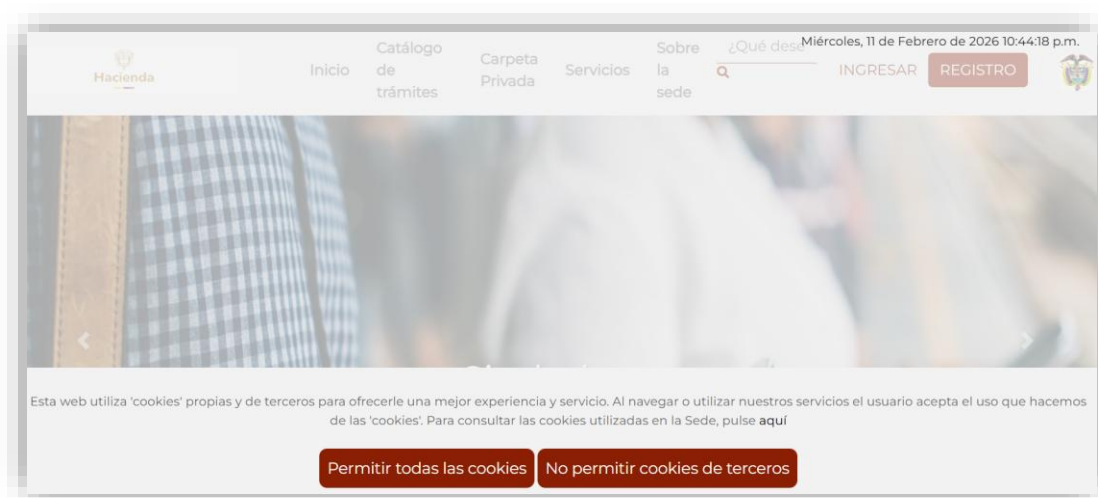 Miércoles, 11 de Febrero de 2026 10:44:18 p.m.
Hacienda
Inicio
Catálogo
de
trámites
Carpeta
Privada
Servicios
Sobre
la
sede
¿Qué dese
INGRESAR
REGISTRO
Esta web utiliza 'cookies' propias y de terceros para ofrecerle una mejor experiencia y servicio. Al navegar o utilizar nuestros servicios el usuario acepta el uso que hacemos
de las 'cookies'. Para consultar las cookies utilizadas en la Sede, pulse aquí
Permitir todas las cookies
No permitir cookies de terceros